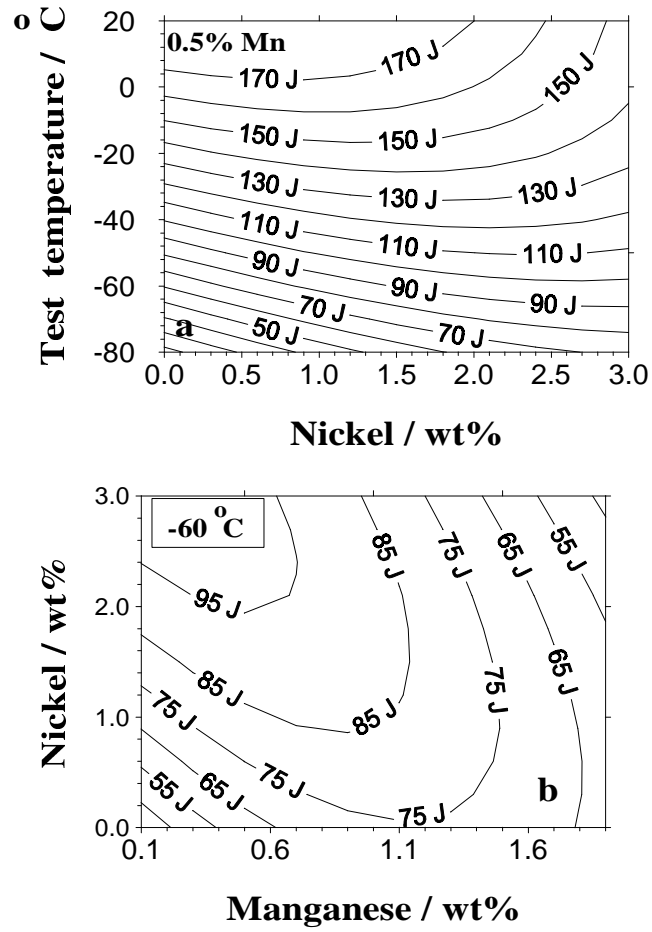 o
Test temperature / C
0.5% Mn
20
0
-20
-40
-60
-80
170 J
170 J
150 J
150 J
150 J
130 J
130 J
130 J
110 J
110 J
110 J
90 J
90 J
90 J
70 J
70 J
50 J
a
0.0 0.5 1.0 1.5 2.0 2.5 3.0
Nickel / wt%
Nickel / wt%
-60 °C
3.0
2.0
1.0
0.0
95 J
85 J
75 J
65 J
55 J
85 J
65 J
75 J
85 J
75 J
65 J
55 J
75 J
75 J
b
0.1 0.6 1.1 1.6
Manganese / wt%